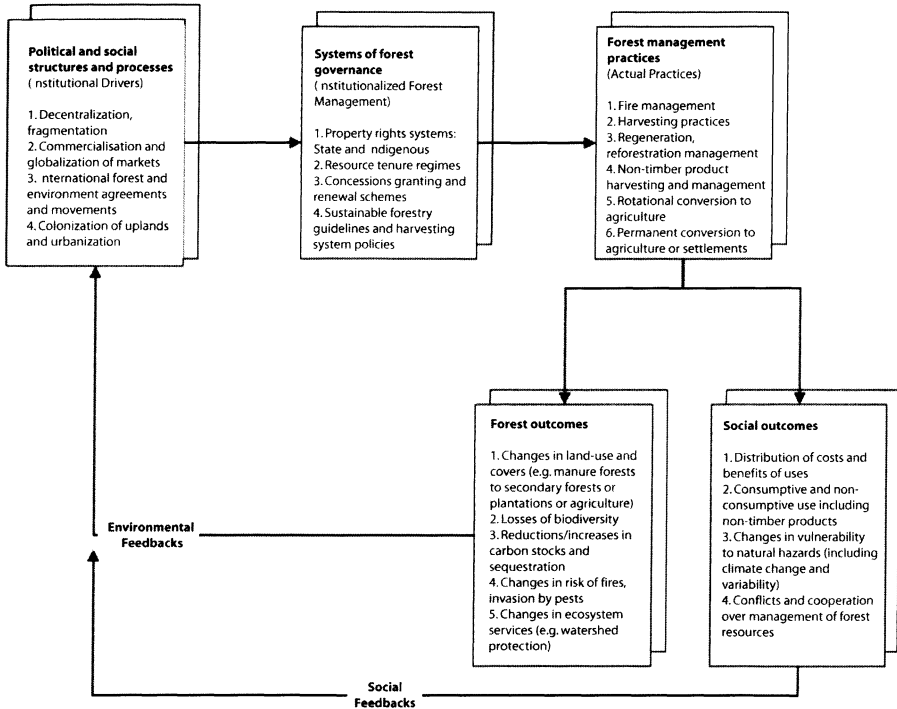 Political and social
structures and processes
( nstitutional Drivers)
1. Decentralization,
fragmentation
2. Commercialisation and
globalization of markets
3. nternational forest and
environment agreements
and movements
4. Colonization of uplands
and urbanization
Systems of forest
governance
( nstitutionalized Forest
Management)
1. Property rights systems:
State and ndigenous
2. Resource tenure regimes
3. Concessions granting and
renewal schemes
4. Sustainable forestry
guidelines and harvesting
system policies
Forest management
practices
(Actual Practices)
1. Fire management
2. Harvesting practices
3. Regeneration,
reforestration management
4. Non-timber product
harvesting and management
5. Rotational conversion to
agriculture
6. Permanent conversion to
agriculture or settlements
Forest outcomes
1. Changes in land-use and
covers (e.g. manure forests
to secondary forests or
plantations or agriculture)
2. Losses of biodiversity
3. Reductions/increases in
carbon stocks and
sequestration
4. Changes in risk of fires,
invasion by pests
5. Changes in ecosystem
services (e.g. watershed
protection)
Social outcomes
1. Distribution of costs and
benefits of uses
2. Consumptive and non-
consumptive use including
non-timber products
3. Changes in vulnerability
to natural hazards (including
climate change and
variability)
4. Conflicts and cooperation
over management of forest
resources
Environmental
Feedbacks
Social
Feedbacks